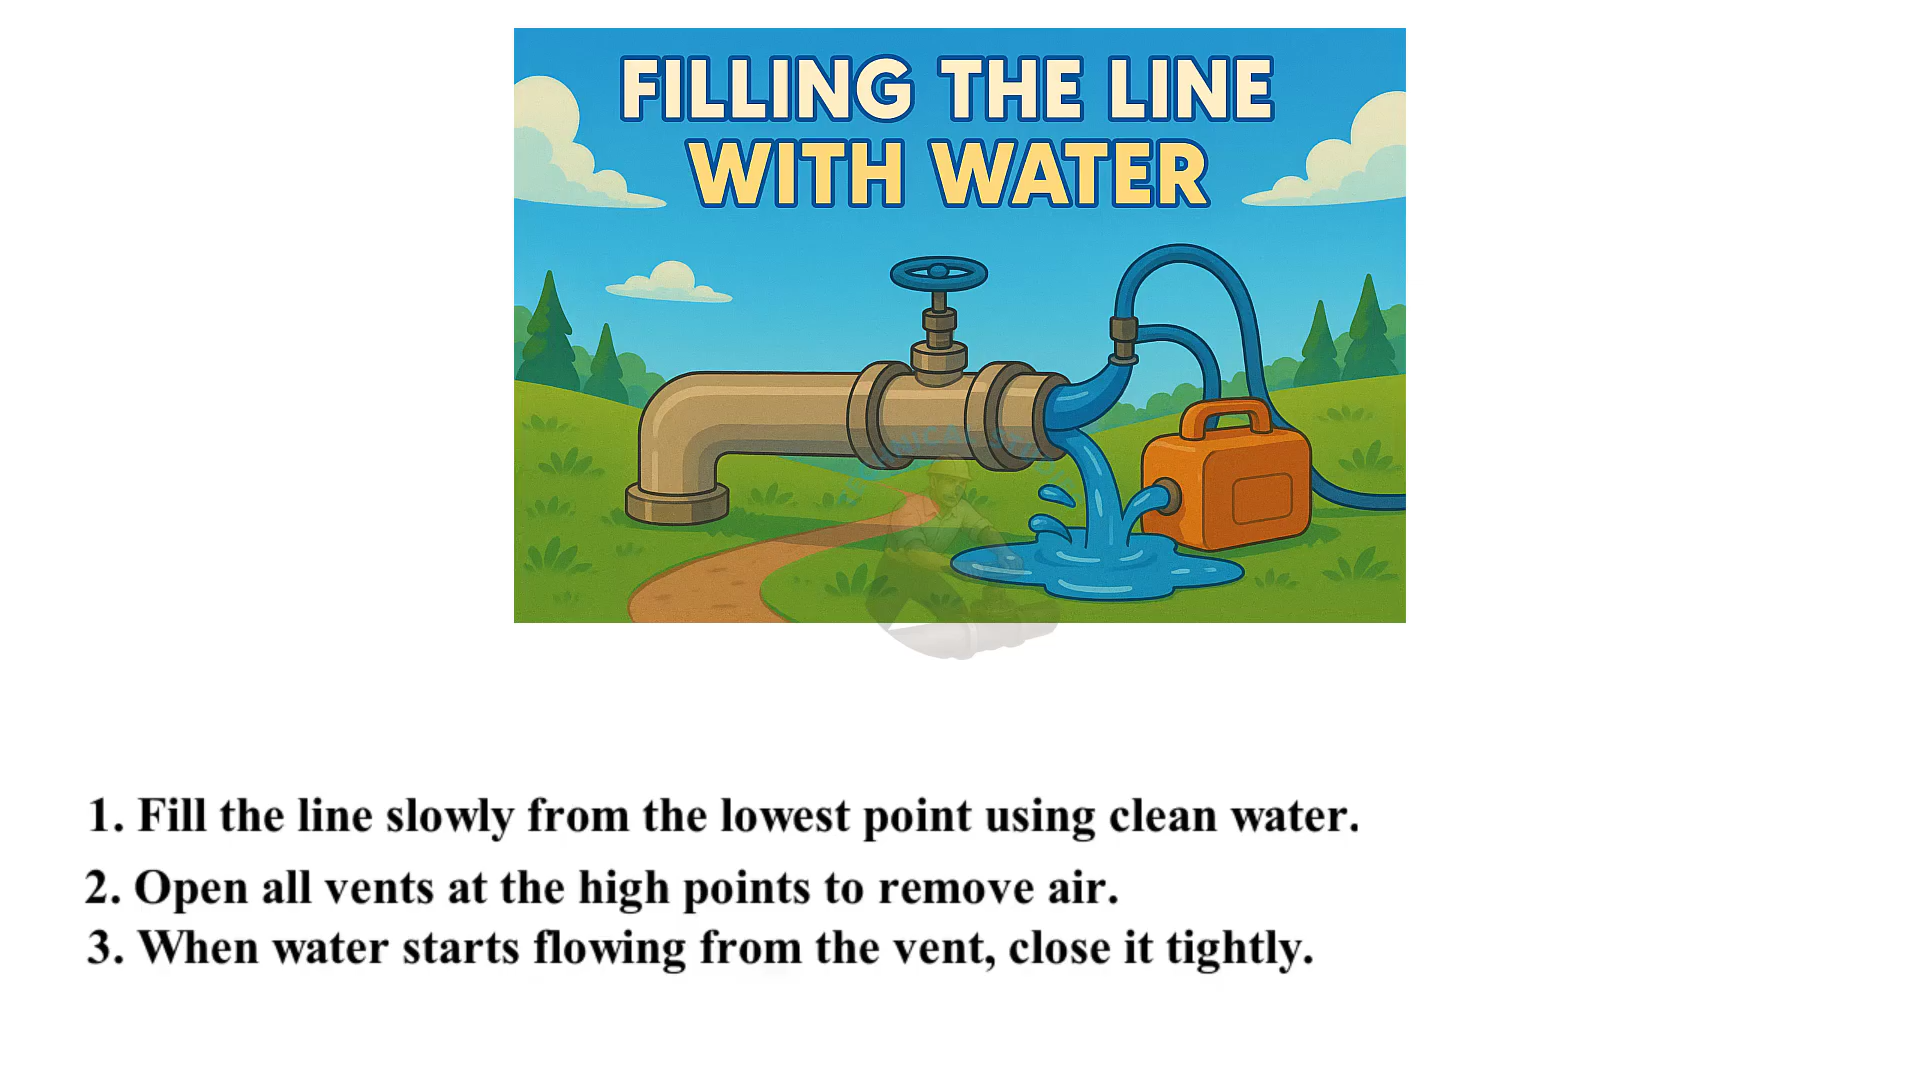 FILLING THE LINE
WITH WATER
1. Fill the line slowly from the lowest point using clean water.
2. Open all vents at the high points to remove air.
3. When water starts flowing from the vent, close it tightly.